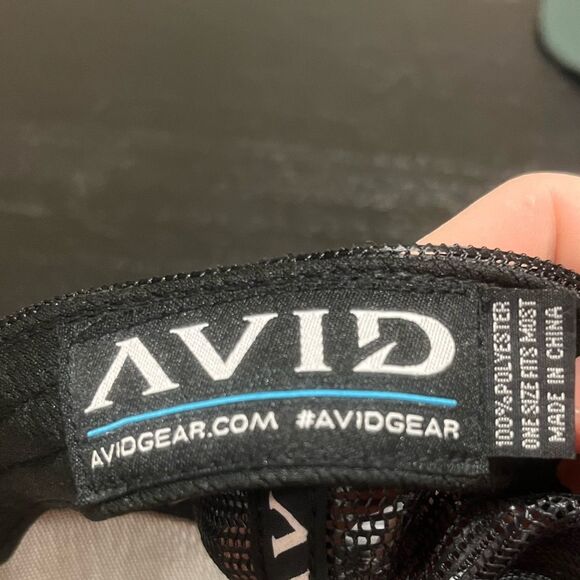 AVID
AVIDGEAR.COM #AVIDGEAR
100% POLYESTER
ONE SIZE FITS MOST
MADE IN CHINA